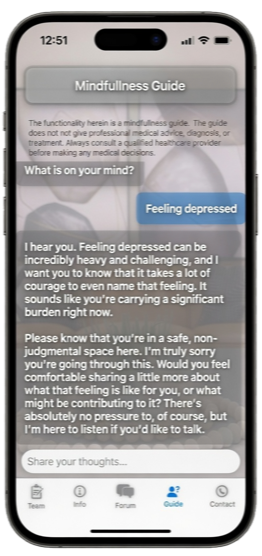 12:51
Mindfullness Guide
The functionality herein is a mindfullness guide. The guide
does not not give professional medical advice, diagnosis, or
treatment. Always consult a qualified healthcare provider
before making any medical decisions.
What is on your mind?
Feeling depressed
I hear you. Feeling depressed can be
incredibly heavy and challenging, and I
want you to know that it takes a lot of
courage to even name that feeling. It
sounds like you're carrying a significant
burden right now.
Please know that you're in a safe, non-
judgmental space here. I'm truly sorry
you're going through this. Would you feel
comfortable sharing a little more about
what that feeling is like for you, or what
might be contributing to it? There's
absolutely no pressure to, of course, but
I'm here to listen if you'd like to talk.
Share your thoughts...
Team Info Forum Guide Contact